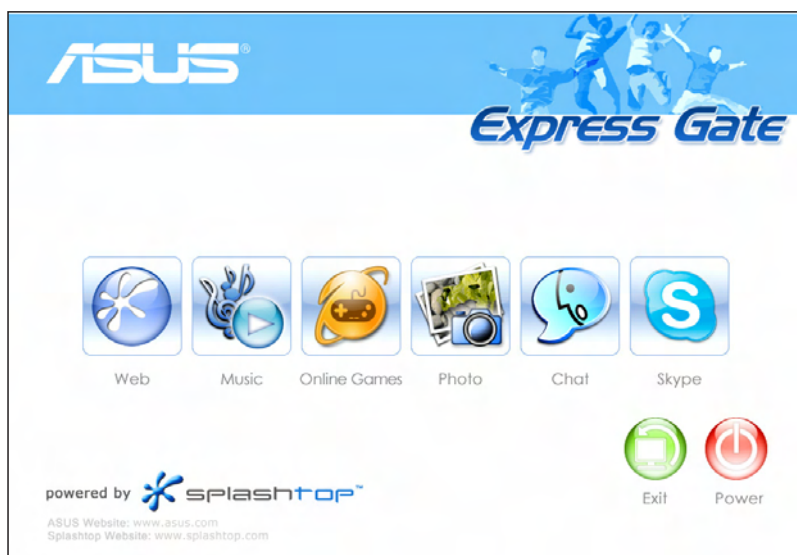 ASUS®
Express Gate
Web Music Online Games Photo Chat Skype
S
Exit Power
powered by splashtop™
ASUS Website: www.asus.com
Splashtop Website: www.splashtop.com